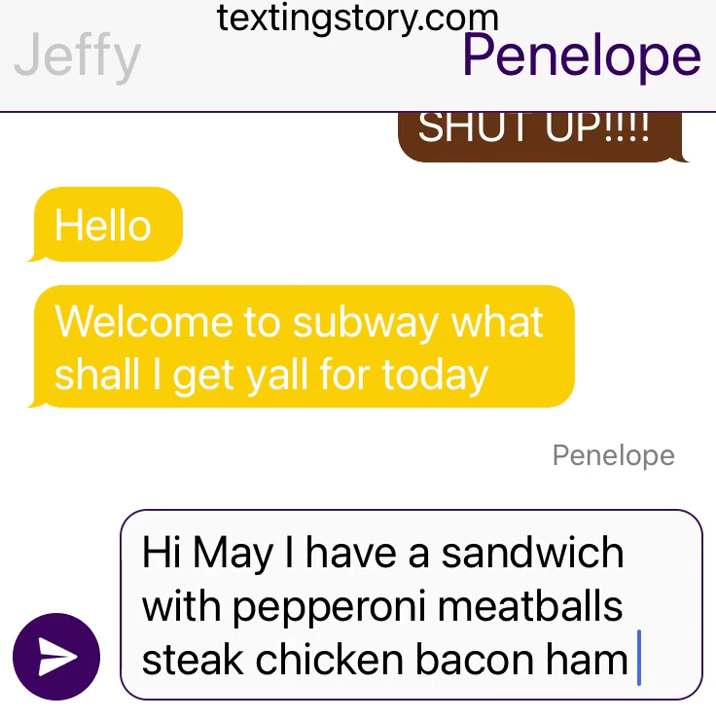 textingstory.com
Jeffy
Penelope
SHUT UP!!!!
Hello
Welcome to subway what
shall I get yall for today
Penelope
Hi May I have a sandwich
with pepperoni meatballs
steak chicken bacon ham